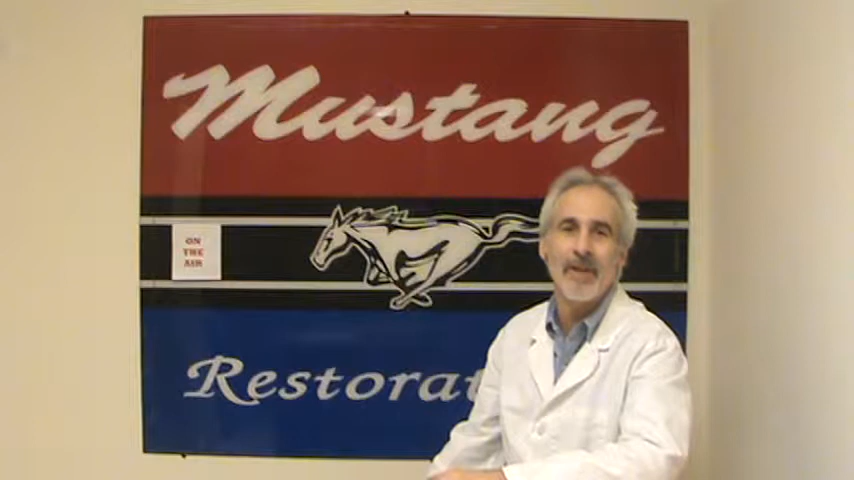 Mustang
ON
THE
AIR
Restorat